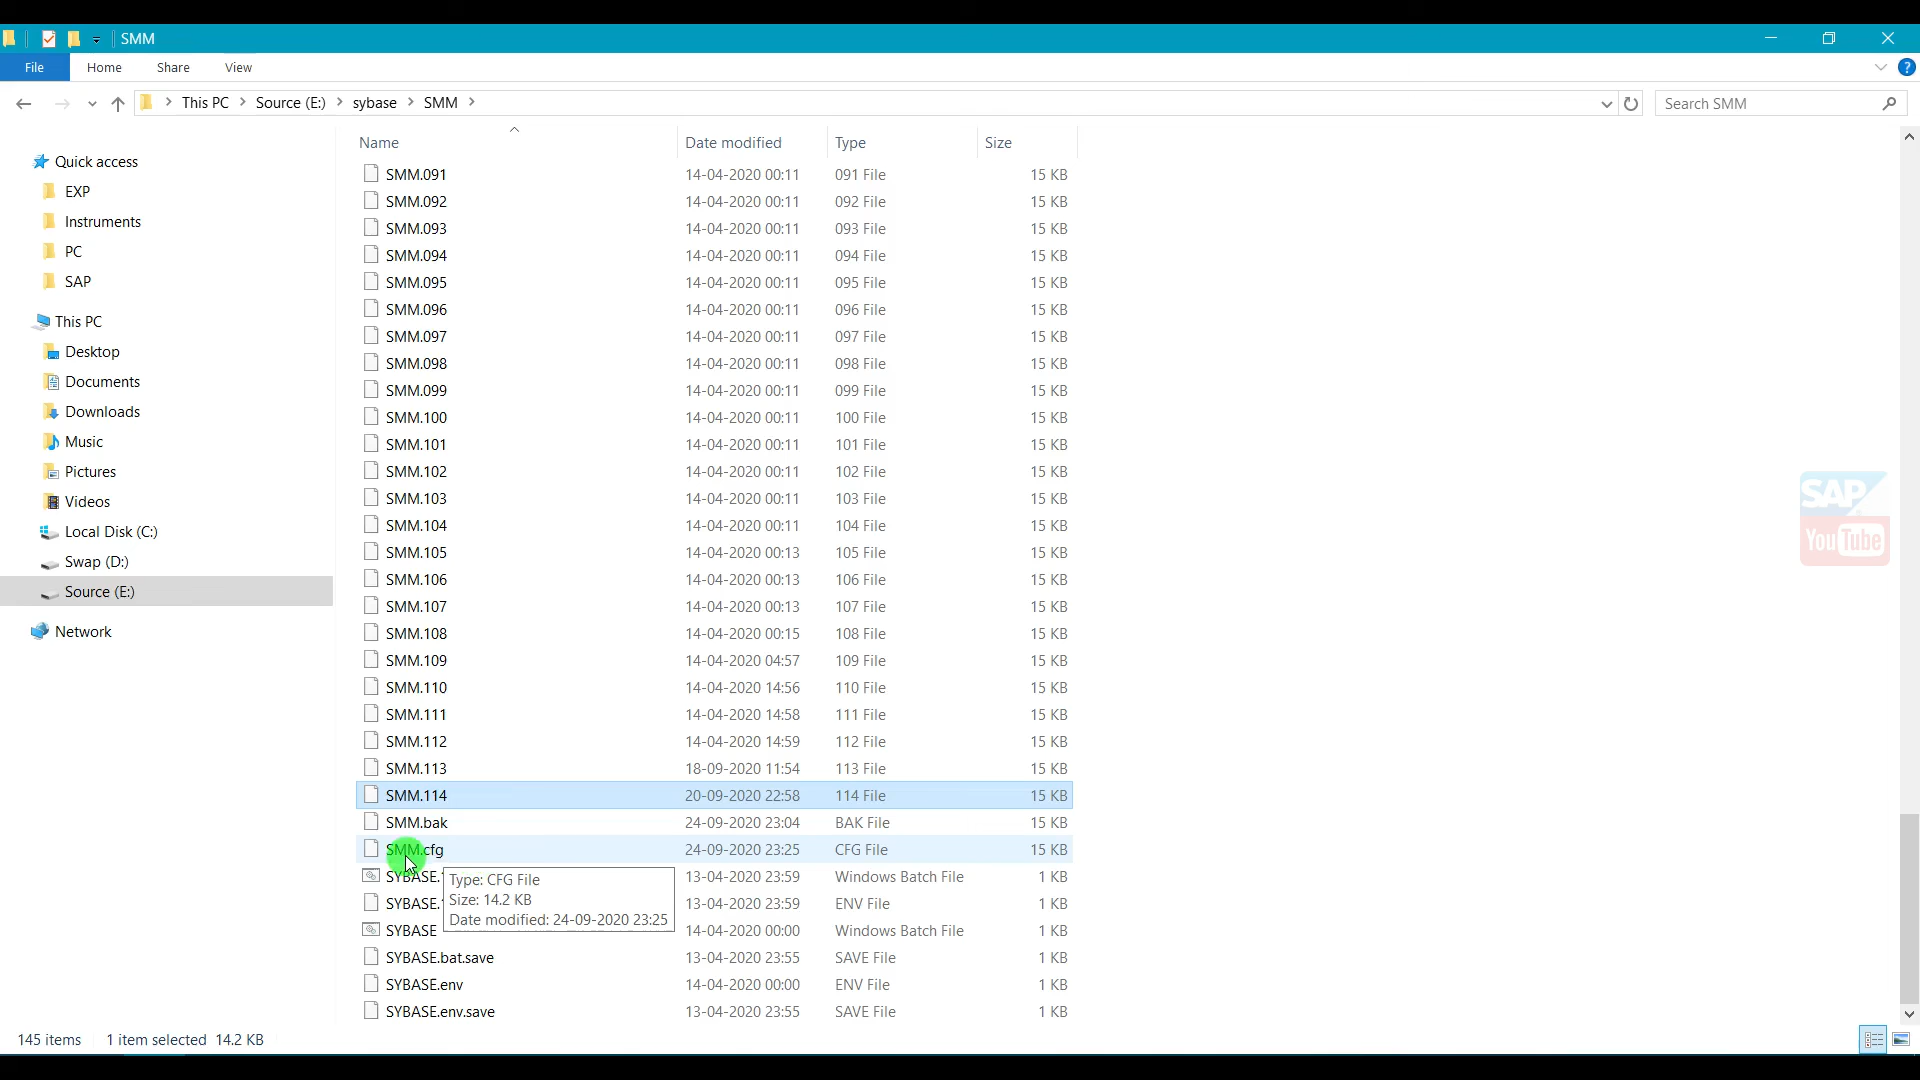 SMM
File Home Share View
This PC Source (E:) sybase SMM
Search SMM
Name Date modified Type Size
Quick access
EXP
Instruments
PC
SAP
This PC
Desktop
Documents
Downloads
Music
Pictures
Videos
Local Disk (C:)
Swap (D:)
Source (E:)
Network
SMM.091 14-04-2020 00:11 091 File 15 KB
SMM.092 14-04-2020 00:11 092 File 15 KB
SMM.093 14-04-2020 00:11 093 File 15 KB
SMM.094 14-04-2020 00:11 094 File 15 KB
SMM.095 14-04-2020 00:11 095 File 15 KB
SMM.096 14-04-2020 00:11 096 File 15 KB
SMM.097 14-04-2020 00:11 097 File 15 KB
SMM.098 14-04-2020 00:11 098 File 15 KB
SMM.099 14-04-2020 00:11 099 File 15 KB
SMM.100 14-04-2020 00:11 100 File 15 KB
SMM.101 14-04-2020 00:11 101 File 15 KB
SMM.102 14-04-2020 00:11 102 File 15 KB
SMM.103 14-04-2020 00:11 103 File 15 KB
SMM.104 14-04-2020 00:11 104 File 15 KB
SMM.105 14-04-2020 00:13 105 File 15 KB
SMM.106 14-04-2020 00:13 106 File 15 KB
SMM.107 14-04-2020 00:13 107 File 15 KB
SMM.108 14-04-2020 00:15 108 File 15 KB
SMM.109 14-04-2020 04:57 109 File 15 KB
SMM.110 14-04-2020 14:56 110 File 15 KB
SMM.111 14-04-2020 14:58 111 File 15 KB
SMM.112 14-04-2020 14:59 112 File 15 KB
SMM.113 18-09-2020 11:54 113 File 15 KB
SMM.114 20-09-2020 22:58 114 File 15 KB
SMM.bak 24-09-2020 23:04 BAK File 15 KB
SMM.cfg 24-09-2020 23:25 CFG File 15 KB
SYBASE. 13-04-2020 23:59 Windows Batch File 1 KB
SYBASE. 13-04-2020 23:59 ENV File 1 KB
SYBASE 14-04-2020 00:00 Windows Batch File 1 KB
SYBASE.bat.save 13-04-2020 23:55 SAVE File 1 KB
SYBASE.env 14-04-2020 00:00 ENV File 1 KB
SYBASE.env.save 13-04-2020 23:55 SAVE File 1 KB
Type: CFG File
Size: 14.2 KB
Date modified: 24-09-2020 23:25
SAP
YouTube
145 items 1 item selected 14.2 KB